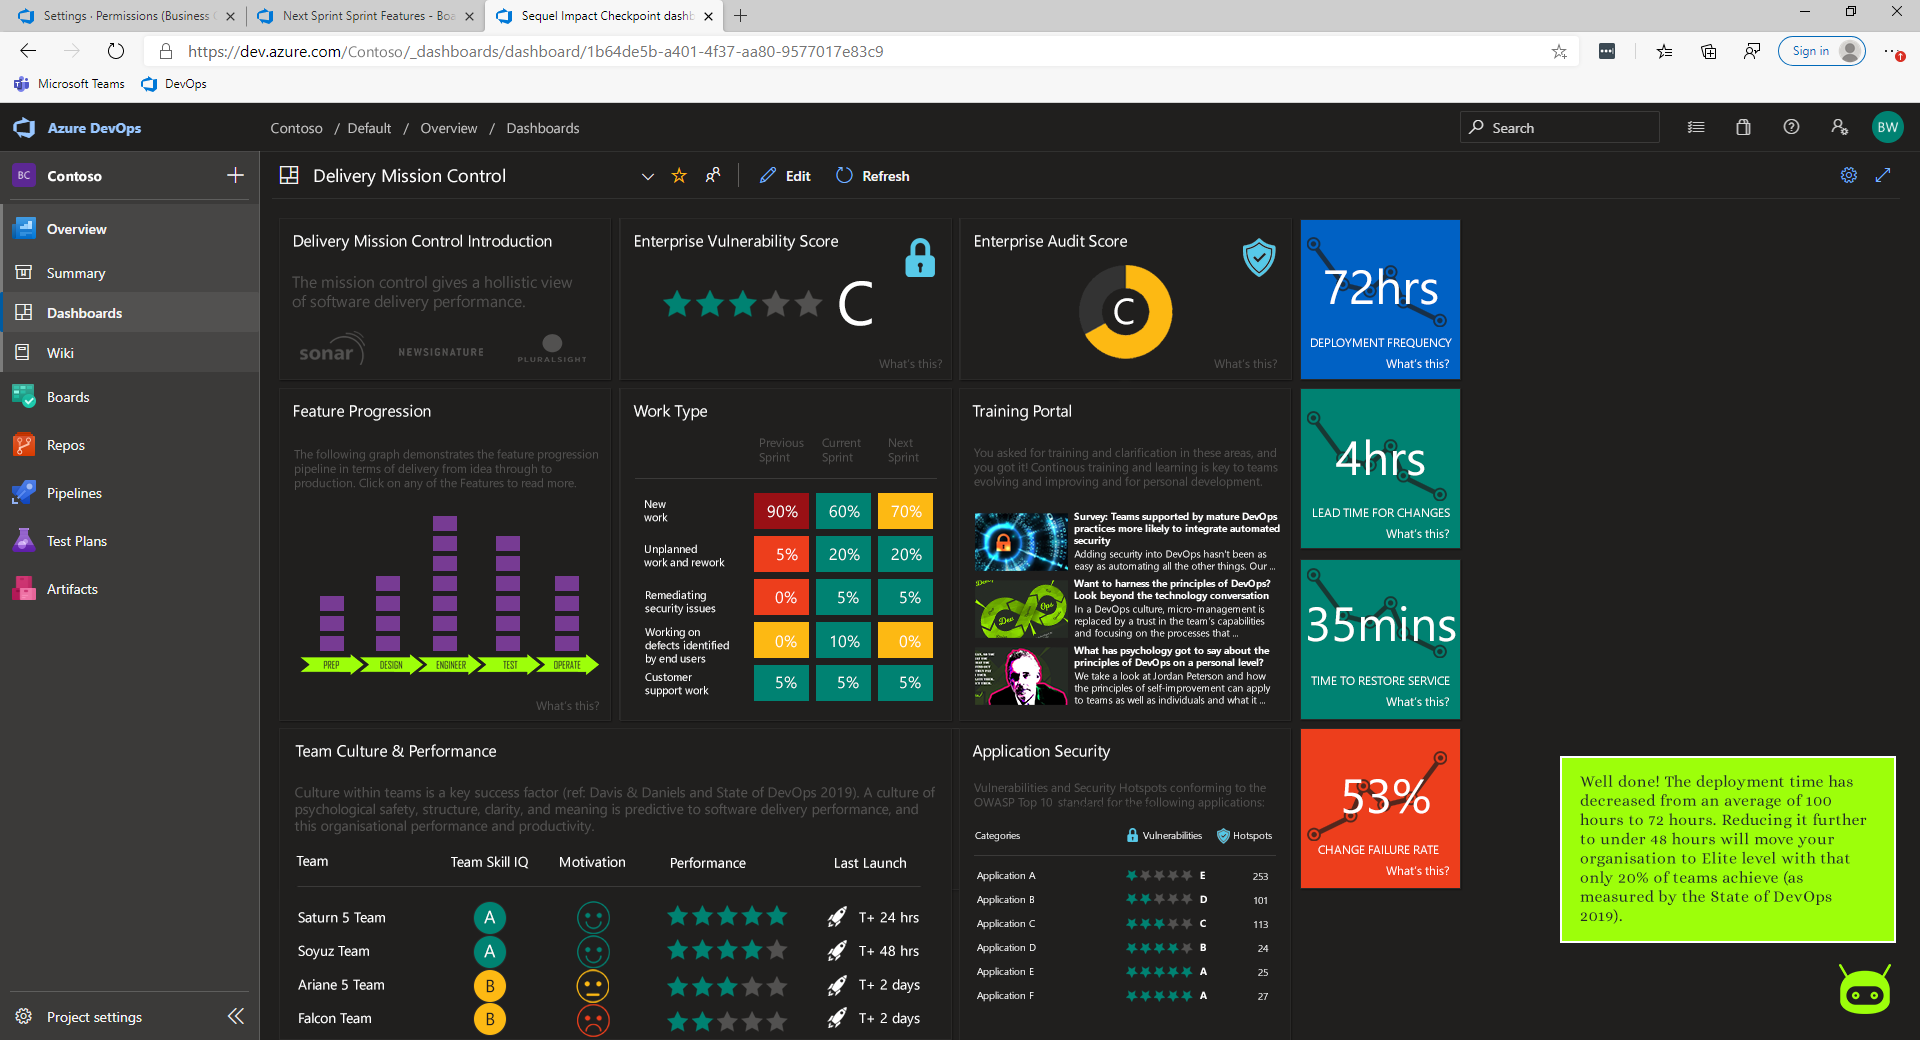 Settings · Permissions (Business
Next Sprint Sprint Features - Boa
Sequel Impact Checkpoint dashb
https://dev.azure.com/Contoso/_dashboards/dashboard/1b64de5b-a401-4f37-aa80-9577017e83c9
Sign in
Microsoft Teams
DevOps
Azure DevOps
Contoso / Default / Overview / Dashboards
Search
BW
BC
Contoso
Overview
Summary
Dashboards
Wiki
Boards
Repos
Pipelines
Test Plans
Artifacts
Project settings
Delivery Mission Control
Edit
Refresh
Delivery Mission Control Introduction
The mission control gives a hollistic view
of software delivery performance.
sonar
NEWSIGNATURE
PLURALSIGHT
Enterprise Vulnerability Score
C
What's this?
Enterprise Audit Score
C
What's this?
72hrs
DEPLOYMENT FREQUENCY
What's this?
Feature Progression
The following graph demonstrates the feature progression
pipeline in terms of delivery from idea through to
production. Click on any of the Features to read more.
PREP DESIGN ENGINEER TEST OPERATE
What's this?
Work Type
Previous Sprint Current Sprint Next Sprint
New work 90% 60% 70%
Unplanned work and rework 5% 20% 20%
Remediating security issues 0% 5% 5%
Working on defects identified by end users 0% 10% 0%
Customer support work 5% 5% 5%
Training Portal
You asked for training and clarification in these areas, and
you got it! Continous training and learning is key to teams
evolving and improving and for personal development.
Survey: Teams supported by mature DevOps
practices more likely to integrate automated
security
Adding security into DevOps hasn't been as
easy as automating all the other things. Our ...
Dev
Ops
Want to harness the principles of DevOps?
Look beyond the technology conversation
In a DevOps culture, micro-management is
replaced by a trust in the team's capabilities
and focusing on the processes that ...
What has psychology got to say about the
principles of DevOps on a personal level?
We take a look at Jordan Peterson and how
the principles of self-improvement can apply
to teams as well as individuals and what it ...
4hrs
LEAD TIME FOR CHANGES
What's this?
35mins
TIME TO RESTORE SERVICE
What's this?
Team Culture & Performance
Culture within teams is a key success factor (ref: Davis & Daniels and State of DevOps 2019). A culture of
psychological safety, structure, clarity, and meaning is predictive to software delivery performance, and
this organisational performance and productivity.
Team Team Skill IQ Motivation Performance Last Launch
Saturn 5 Team A T+ 24 hrs
Soyuz Team A T+ 48 hrs
Ariane 5 Team B T+ 2 days
Falcon Team B T+ 2 days
Application Security
Vulnerabilities and Security Hotspots conforming to the
OWASP Top 10 standard for the following applications:
Categories Vulnerabilities Hotspots
Application A E 253
Application B D 101
Application C C 113
Application D B 24
Application E A 25
Application F A 27
53%
CHANGE FAILURE RATE
What's this?
Well done! The deployment time has
decreased from an average of 100
hours to 72 hours. Reducing it further
to under 48 hours will move your
organisation to Elite level with that
only 20% of teams achieve (as
measured by the State of DevOps
2019).